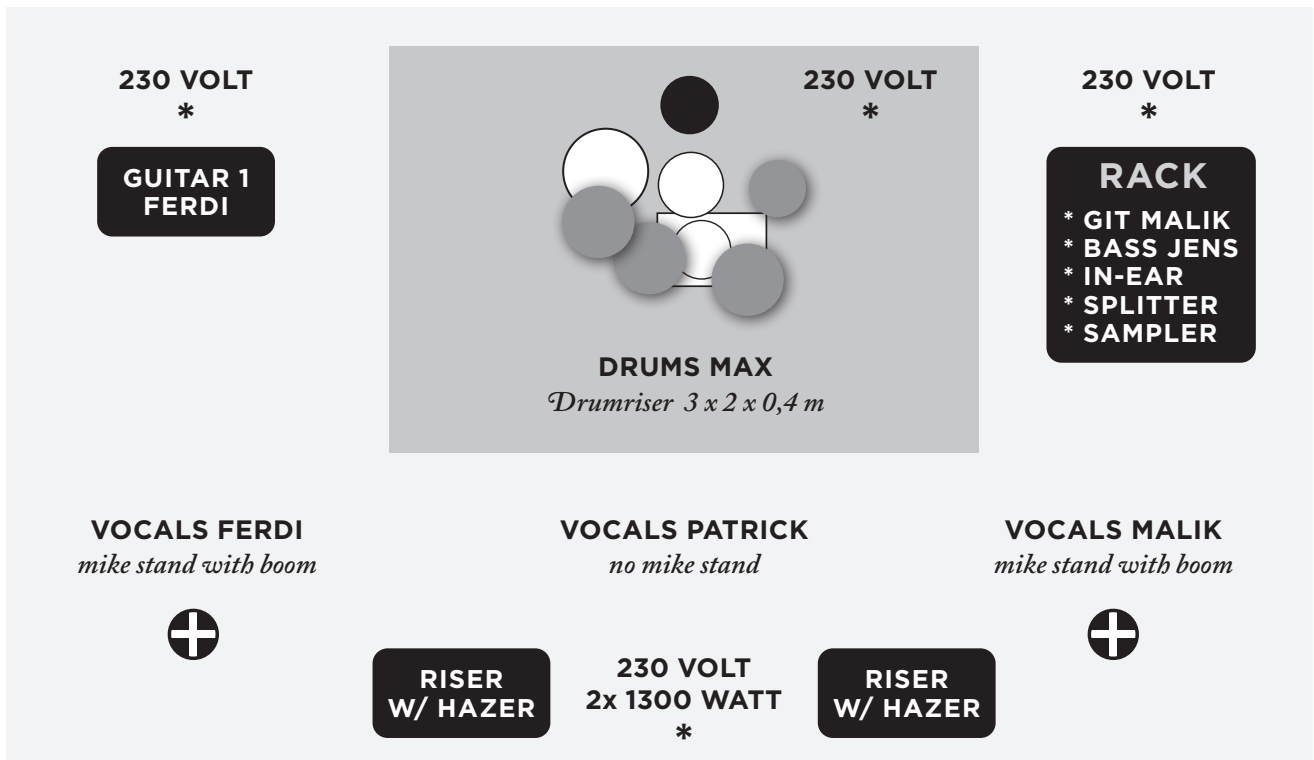 230 VOLT
*
GUITAR 1
FERDI
230 VOLT
*
DRUMS MAX
Drumriser 3 x 2 x 0,4 m
230 VOLT
*
RACK
* GIT MALIK
* BASS JENS
* IN-EAR
* SPLITTER
* SAMPLER
VOCALS FERDI
mike stand with boom
VOCALS PATRICK
no mike stand
VOCALS MALIK
mike stand with boom
RISER
W/ HAZER
230 VOLT
2x 1300 WATT
*
RISER
W/ HAZER